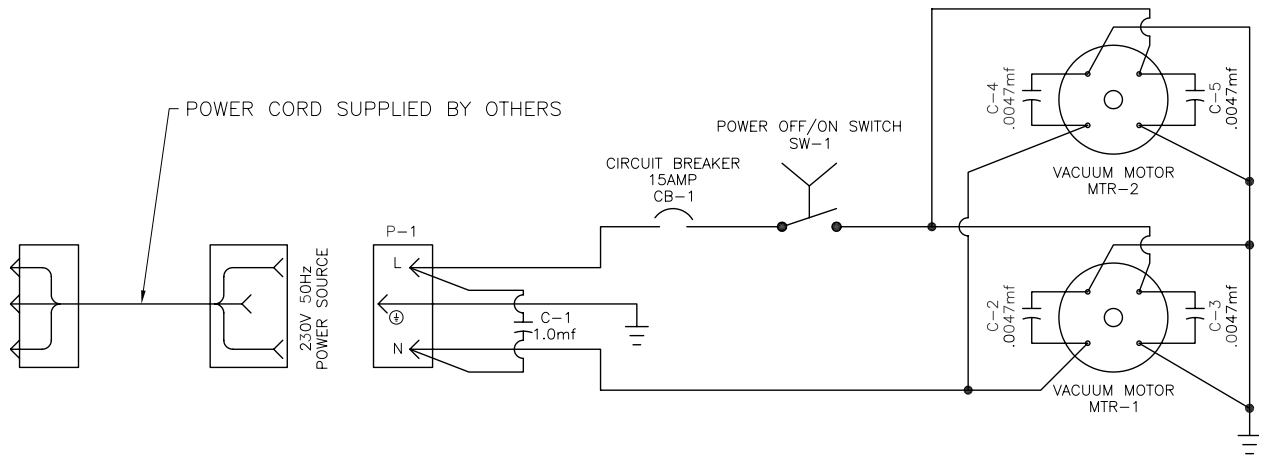 POWER CORD SUPPLIED BY OTHERS
230V 50Hz
POWER SOURCE
P-1
L
N
C-1
1.0mf
CIRCUIT BREAKER
15AMP
CB-1
POWER OFF/ON SWITCH
SW-1
C-4
.0047mf
C-5
.0047mf
VACUUM MOTOR
MTR-2
C-2
.0047mf
C-3
.0047mf
VACUUM MOTOR
MTR-1